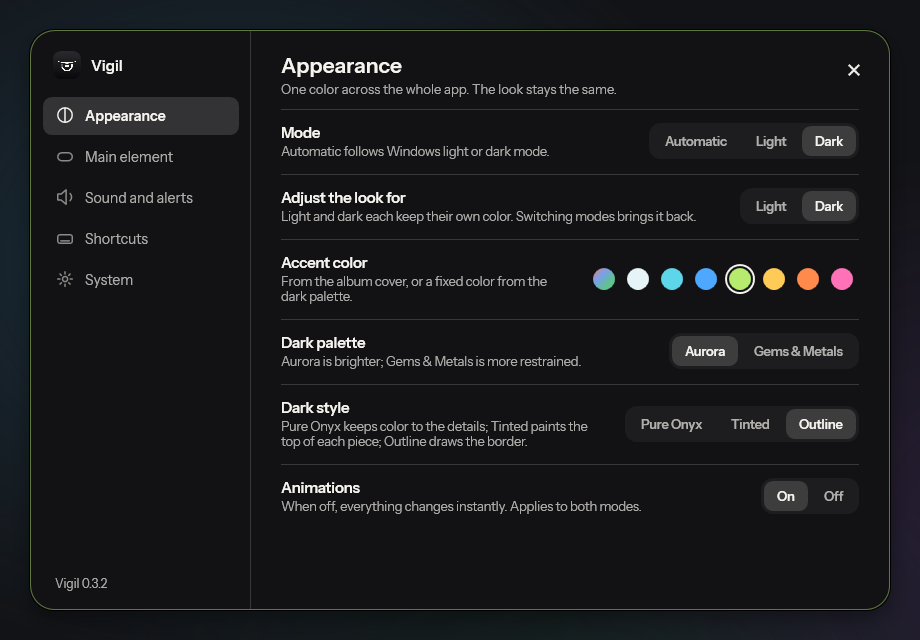 Vigil
Appearance
Main element
Sound and alerts
Shortcuts
System
Vigil 0.3.2
Appearance
One color across the whole app. The look stays the same.
Mode
Automatic follows Windows light or dark mode.
Automatic Light Dark
Adjust the look for
Light and dark each keep their own color. Switching modes brings it back.
Light Dark
Accent color
From the album cover, or a fixed color from the
dark palette.
Dark palette
Aurora is brighter; Gems & Metals is more restrained.
Aurora Gems & Metals
Dark style
Pure Onyx keeps color to the details; Tinted paints the
top of each piece; Outline draws the border.
Pure Onyx Tinted Outline
Animations
When off, everything changes instantly. Applies to both modes.
On Off